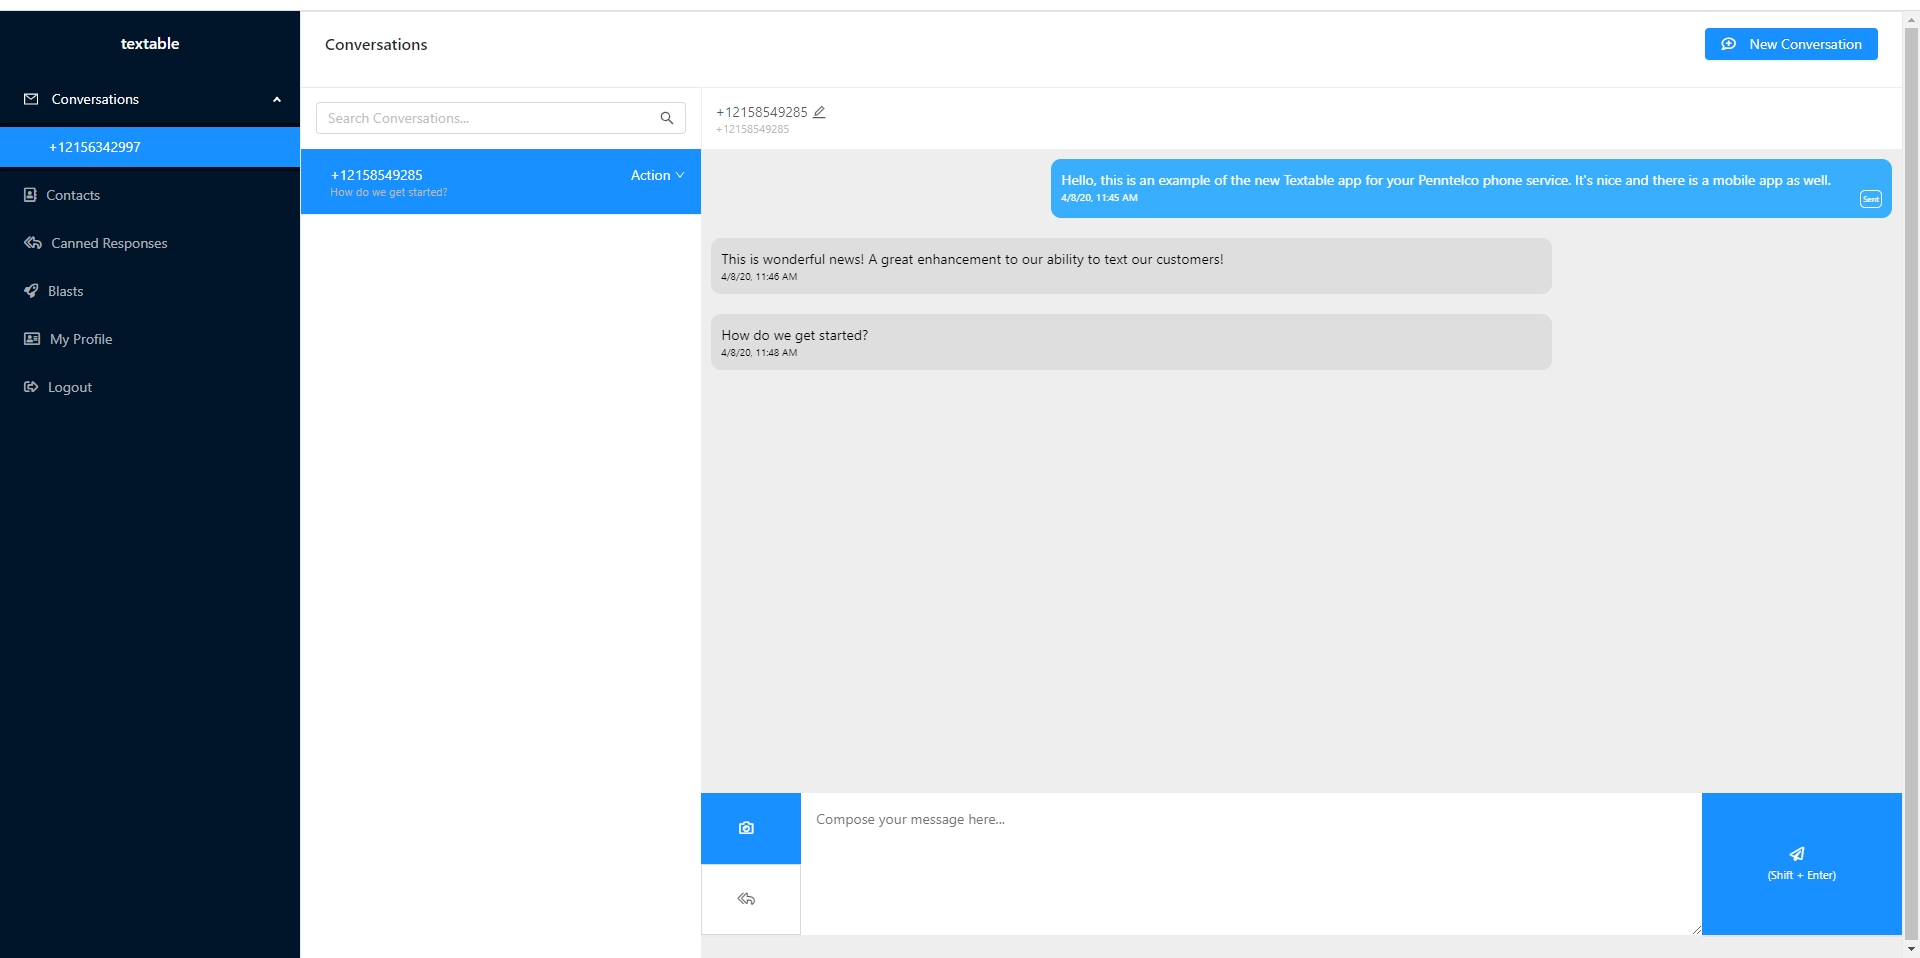 textable
Conversations
+12156342997
Contacts
Canned Responses
Blasts
My Profile
Logout
Conversations
New Conversation
Search Conversations...
+12158549285
Action
How do we get started?
+12158549285
+12158549285
Hello, this is an example of the new Textable app for your Penntelco phone service. It's nice and there is a mobile app as well.
4/8/20, 11:45 AM
Sent
This is wonderful news! A great enhancement to our ability to text our customers!
4/8/20, 11:46 AM
How do we get started?
4/8/20, 11:48 AM
Compose your message here...
(Shift + Enter)